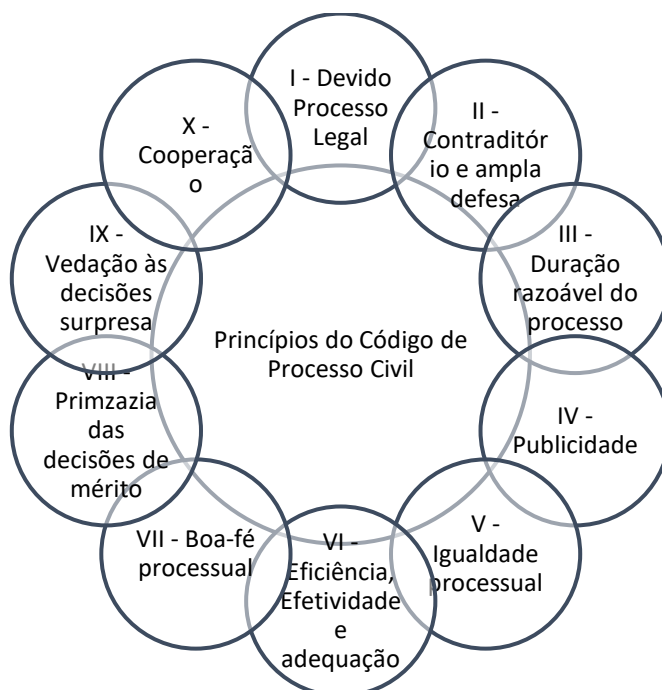 I - Devido
Processo
Legal
II -
Contraditór
io e ampla
defesa
III -
Duração
razoável do
processo
IV -
Publicidade
V -
Igualdade
processual
VI -
Eficiência,
Efetividade
e
adequação
VII - Boa-fé
processual
VIII -
Primzazia
das
decisões de
mérito
IX -
Vedação às
decisões
surpresa
X -
Cooperaçã
o
Princípios do Código de
Processo Civil